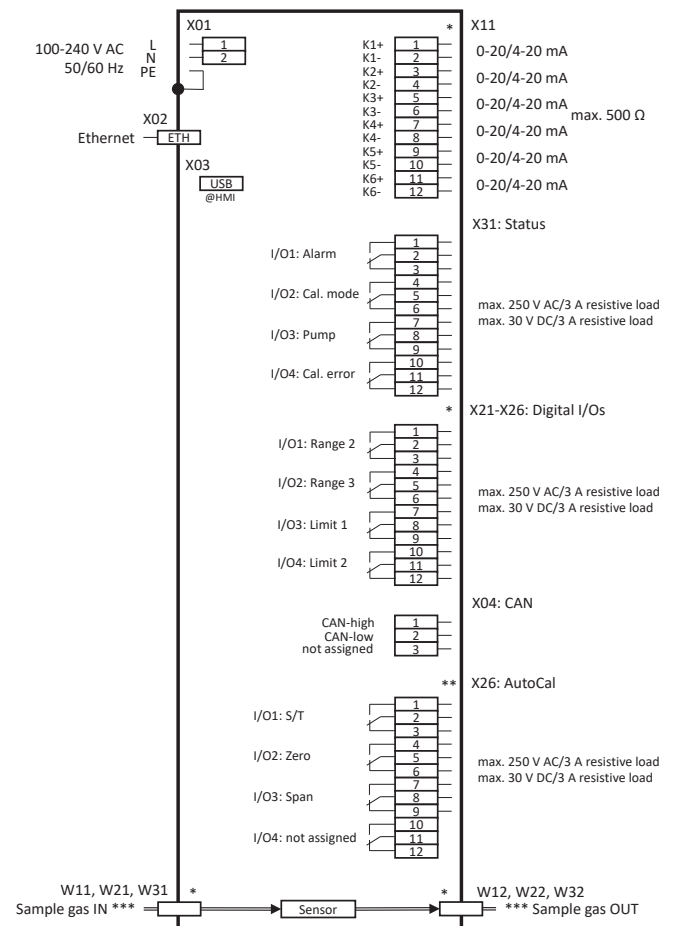 X01
100-240 V AC L 1
50/60 Hz N 2
PE
X02
Ethernet ETH
X03
USB
@HMI
* X11
K1+ 1 0-20/4-20 mA
K1- 2
K2+ 3 0-20/4-20 mA
K2- 4
K3+ 5 0-20/4-20 mA
K3- 6 max. 500 Ω
K4+ 7 0-20/4-20 mA
K4- 8
K5+ 9 0-20/4-20 mA
K5- 10
K6+ 11 0-20/4-20 mA
K6- 12
X31: Status
1
I/O1: Alarm 2
3
4
I/O2: Cal. mode 5
6
max. 250 V AC/3 A resistive load
max. 30 V DC/3 A resistive load
7
I/O3: Pump 8
9
10
I/O4: Cal. error 11
12
* X21-X26: Digital I/Os
1
I/O1: Range 2 2
3
4
I/O2: Range 3 5
6
max. 250 V AC/3 A resistive load
max. 30 V DC/3 A resistive load
7
I/O3: Limit 1 8
9
10
I/O4: Limit 2 11
12
X04: CAN
CAN-high 1
CAN-low 2
not assigned 3
** X26: AutoCal
1
I/O1: S/T 2
3
4
I/O2: Zero 5
6
max. 250 V AC/3 A resistive load
max. 30 V DC/3 A resistive load
7
I/O3: Span 8
9
10
I/O4: not assigned 11
12
W11, W21, W31 * * W12, W22, W32
Sample gas IN *** Sensor *** Sample gas OUT